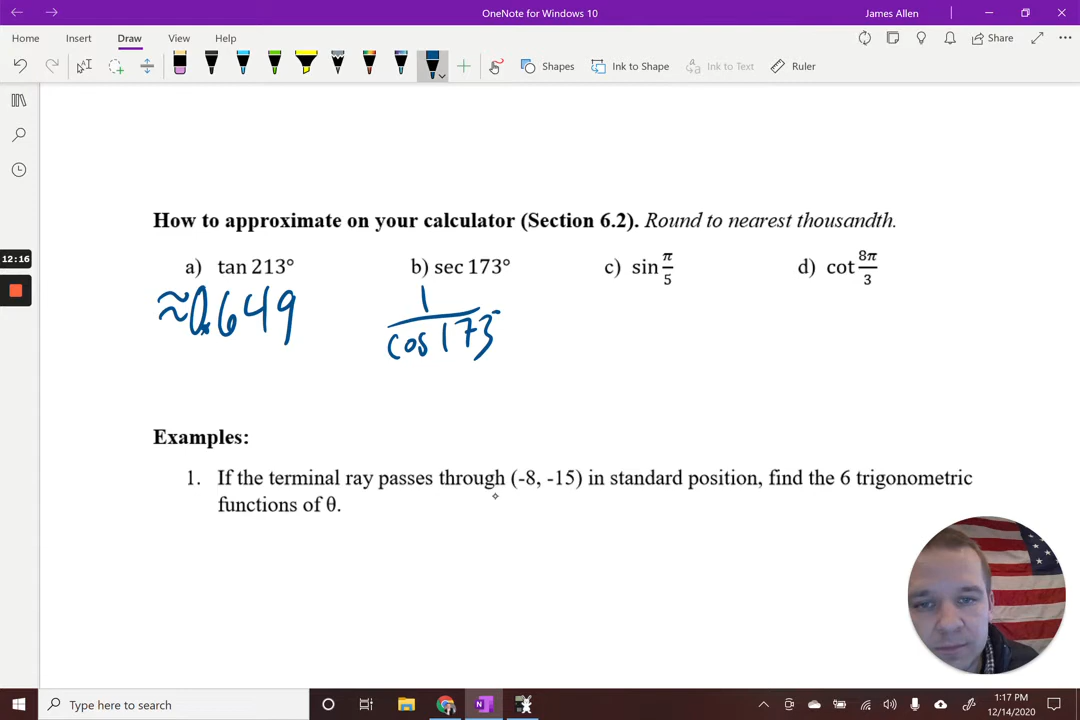 OneNote for Windows 10
James Allen
Home Insert Draw View Help
Share
Shapes Ink to Shape Ink to Text Ruler
How to approximate on your calculator (Section 6.2). Round to nearest thousandth.
12:16
a) tan 213° b) sec 173° c) sin π/5 d) cot 8π/3
≈0.649 1/cos 173°
Examples:
1. If the terminal ray passes through (-8, -15) in standard position, find the 6 trigonometric
functions of θ.
Type here to search
1:17 PM
12/14/2020